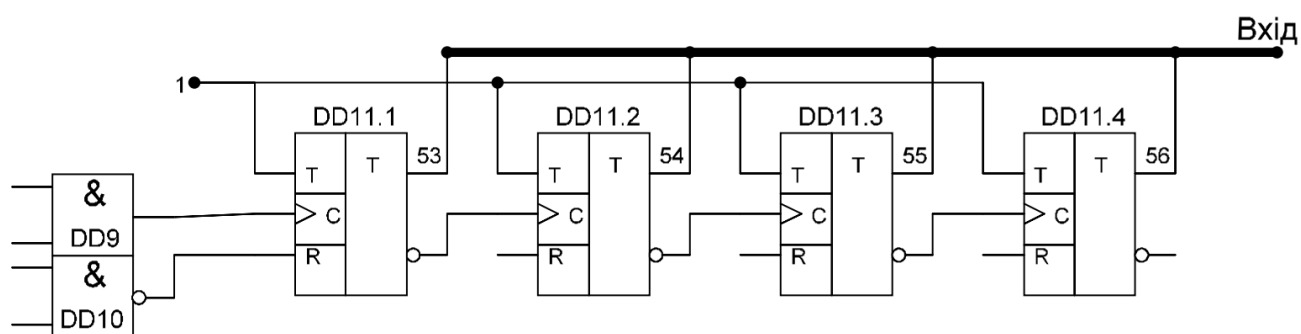 Вхід
1
DD11.1 DD11.2 DD11.3 DD11.4
T T 53 T T 54 T T 55 T T 56
& C C C C
DD9 R R R R
&
DD10